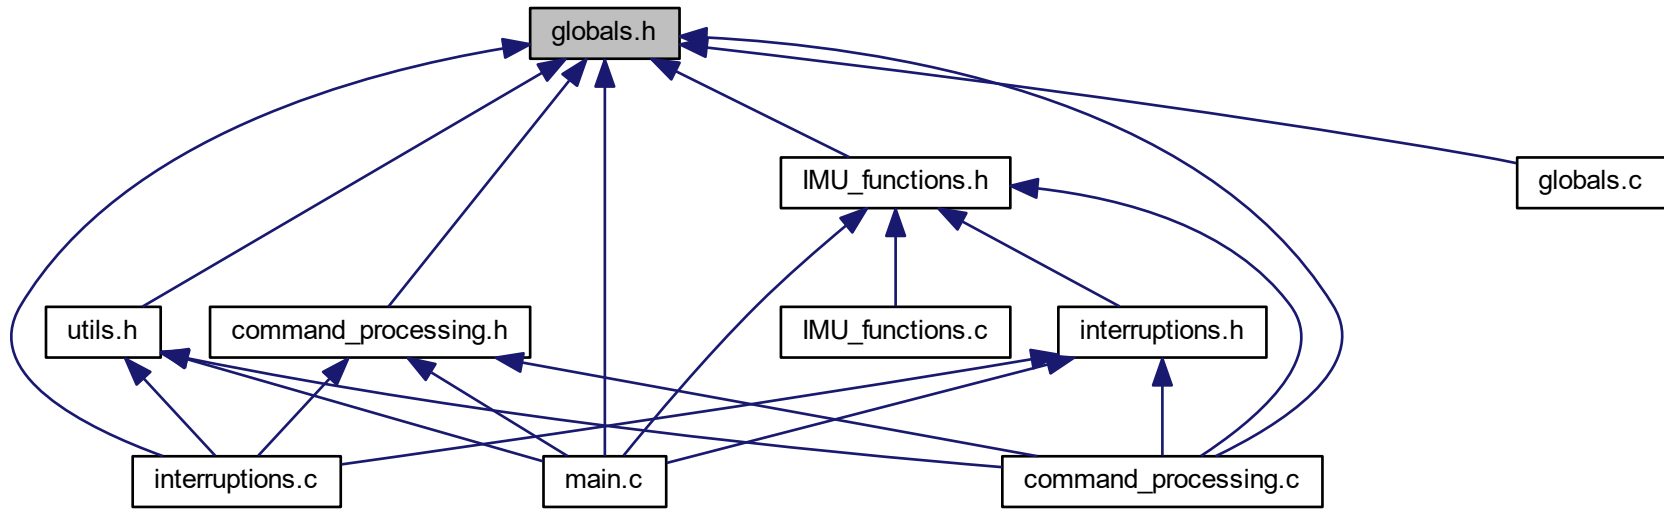 globals.h
IMU_functions.h
globals.c
utils.h
command_processing.h
IMU_functions.c
interruptions.h
interruptions.c
main.c
command_processing.c